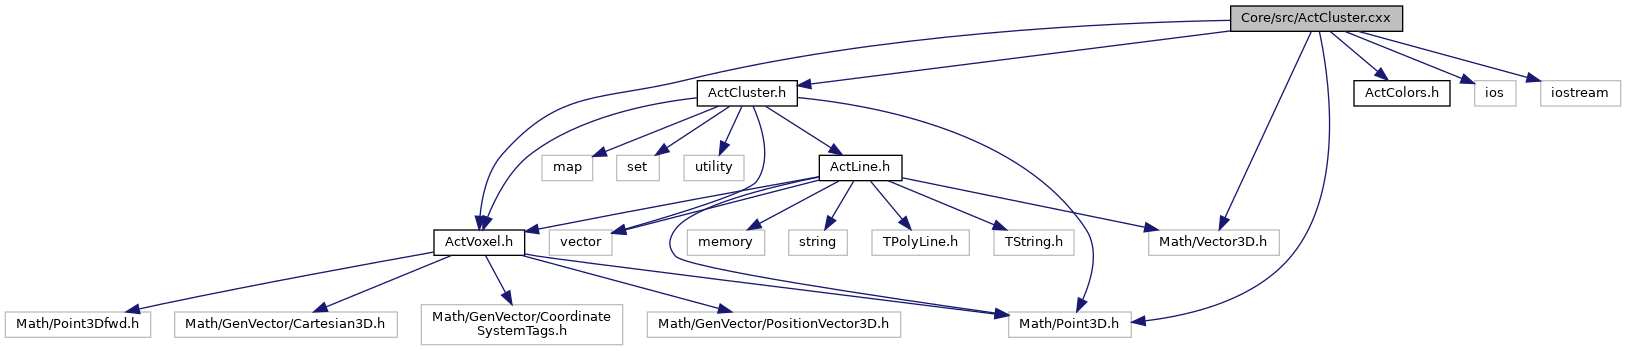 Core/src/ActCluster.cxx
ActCluster.h
ActColors.h
ios
iostream
map
set
utility
ActLine.h
ActVoxel.h
vector
memory
string
TPolyLine.h
TString.h
Math/Vector3D.h
Math/Point3Dfwd.h
Math/GenVector/Cartesian3D.h
Math/GenVector/Coordinate
SystemTags.h
Math/GenVector/PositionVector3D.h
Math/Point3D.h